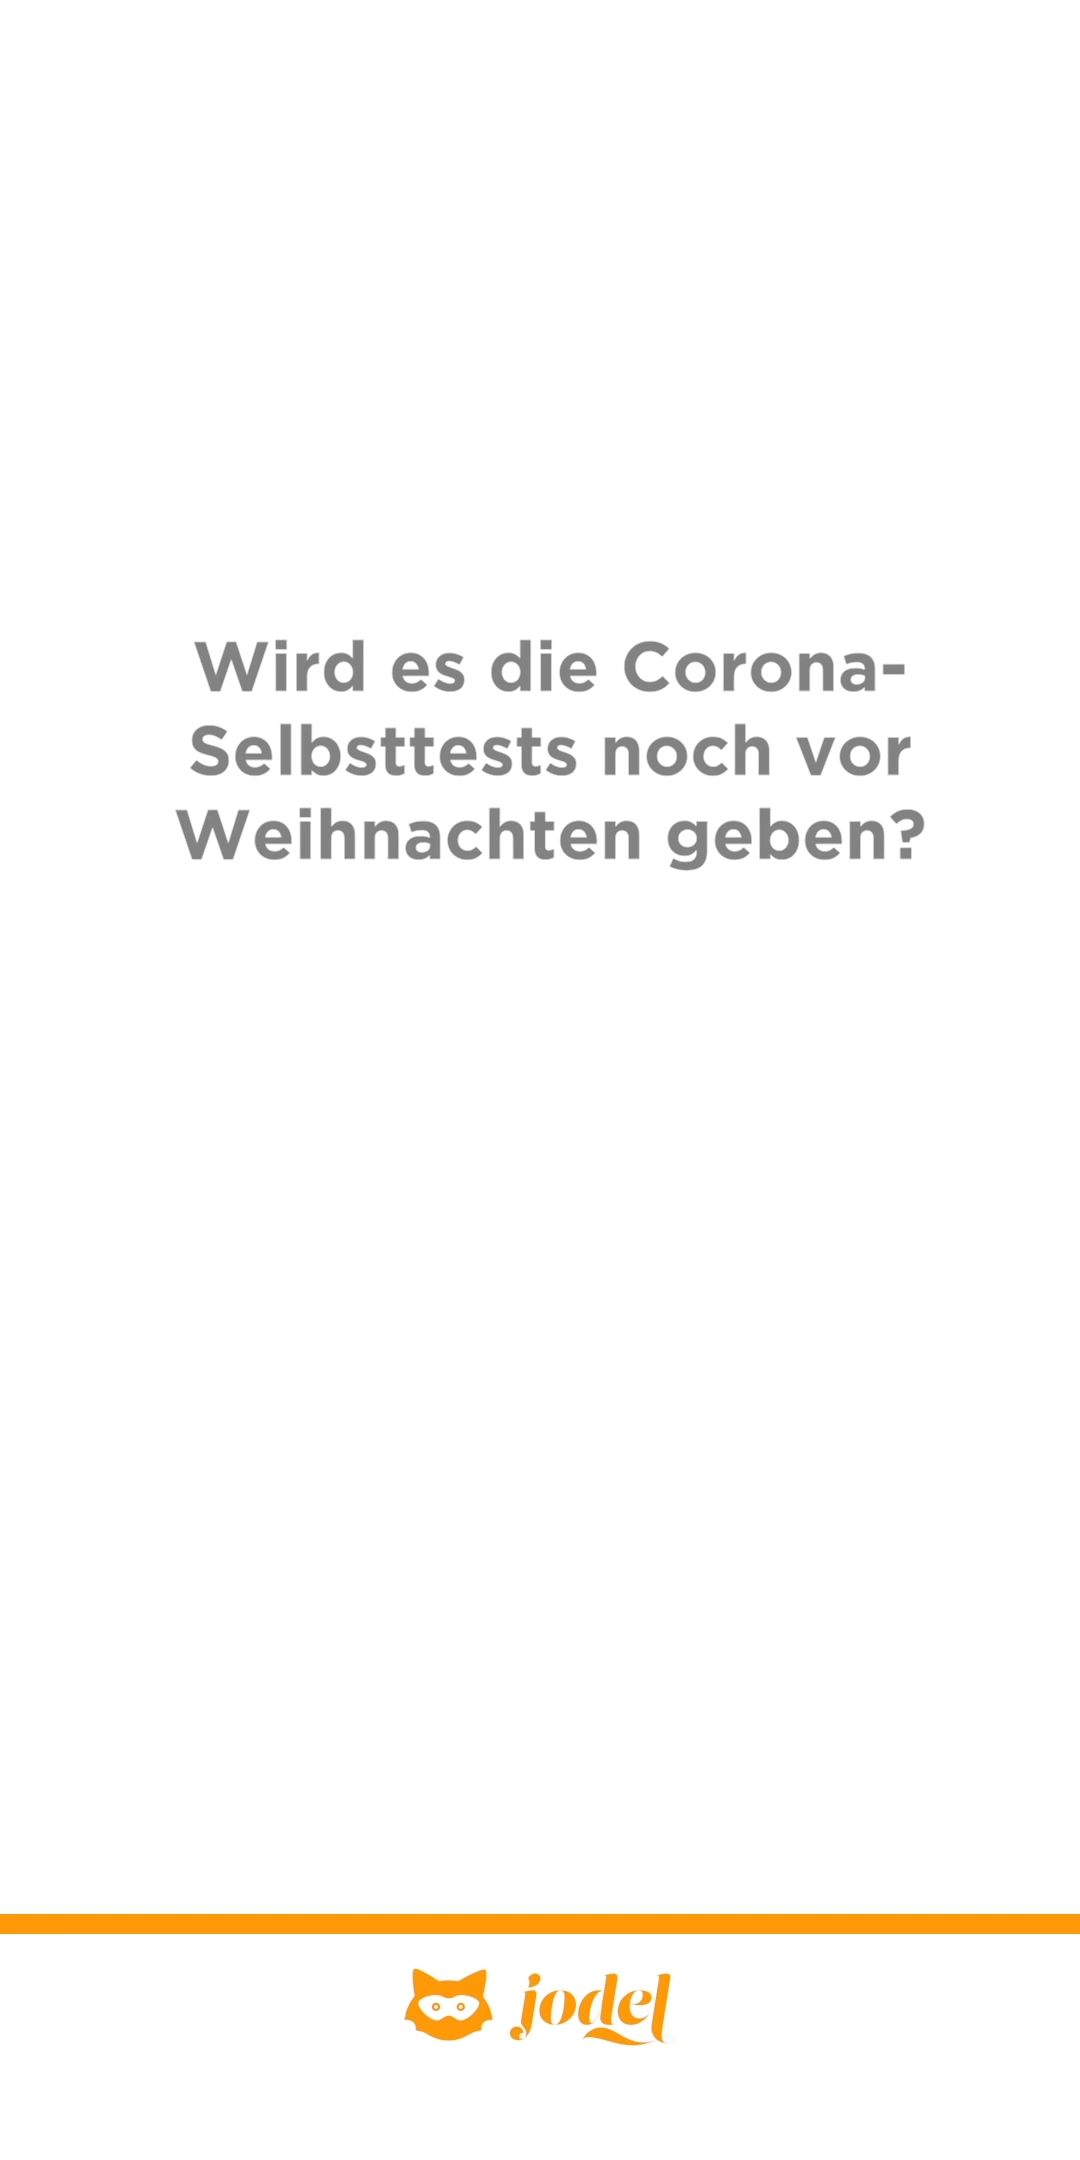 Wird es die Corona-
Selbsttests noch vor
Weihnachten geben?
jodel